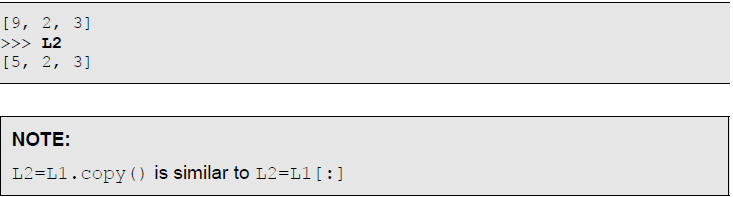 [9, 2, 3]
>>> L2
[5, 2, 3]
NOTE:
L2=L1.copy() is similar to L2=L1[:]